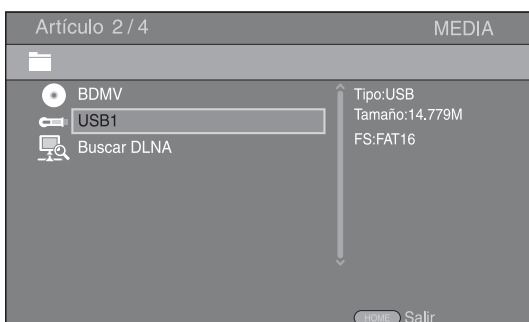 Artículo 2/4 MEDIA
BDMV
USB1
Buscar DLNA
Tipo:USB
Tamaño:14.779M
FS:FAT16
HOME Salir